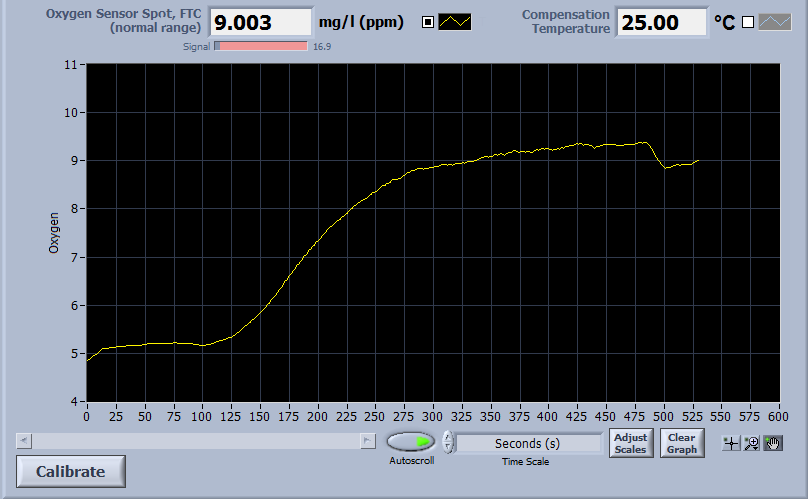 Oxygen Sensor Spot, FTC
(normal range)
9.003
mg/l (ppm)
Compensation
Temperature
25.00
°C
Signal
16.9
11
10
9
8
7
6
5
4
Oxygen
0 25 50 75 100 125 150 175 200 225 250 275 300 325 350 375 400 425 450 475 500 525 550 575 600
Autoscroll
Seconds (s)
Time Scale
Adjust
Scales
Clear
Graph
Calibrate